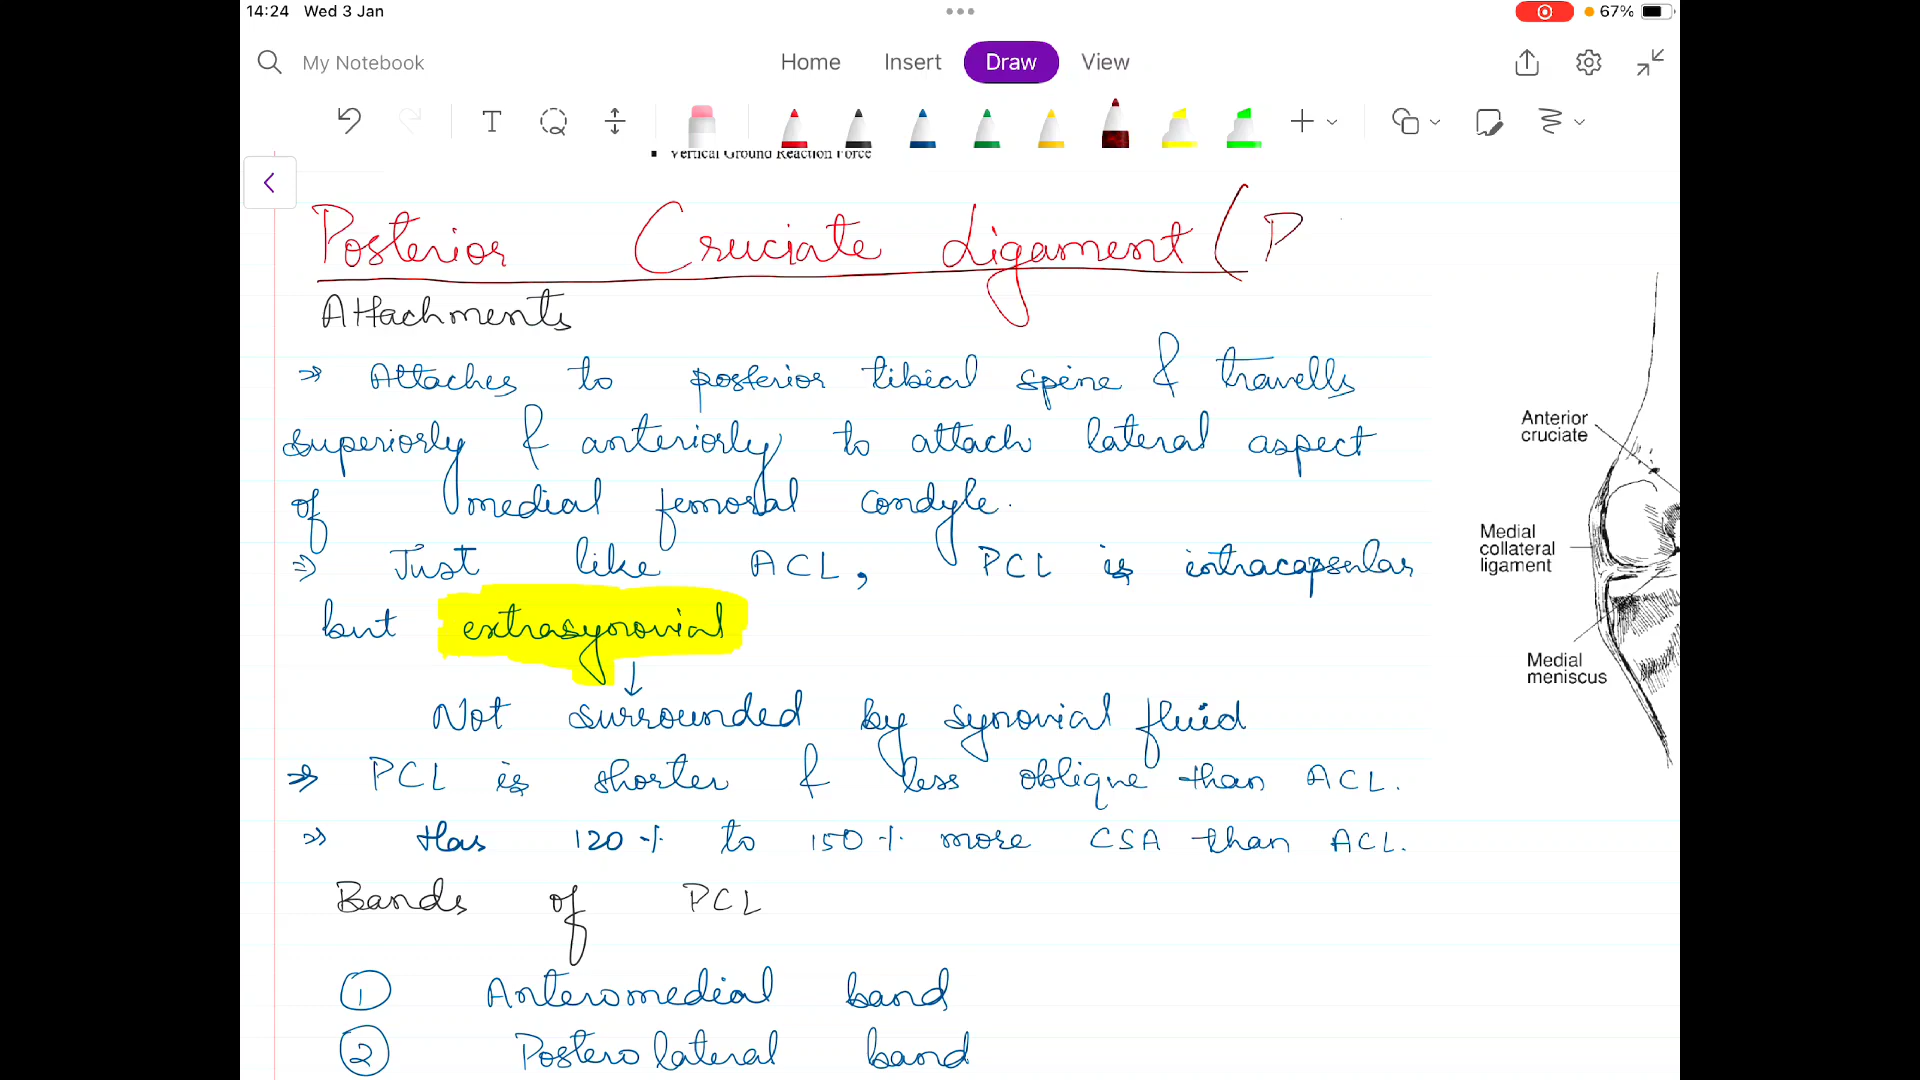 14:24 Wed 3 Jan
67%
My Notebook
Home Insert Draw View
T
Vertical Ground Reaction Force
Posterior Cruciate Ligament (P
Attachments
⇒ Attaches to posterior tibial spine & travells
superiorly & anteriorly to attach lateral aspect
of medial femoral condyle.
⇒ Just like ACL, PCL is intracapsular
but extrasynovial
↓
Not surrounded by synovial fluid
⇒ PCL is shorter & less oblique than ACL.
⇒ Has 120% to 150% more CSA than ACL.
Bands of PCL
① Anteromedial band
② Posterolateral band
Anterior
cruciate
Medial
collateral
ligament
Medial
meniscus